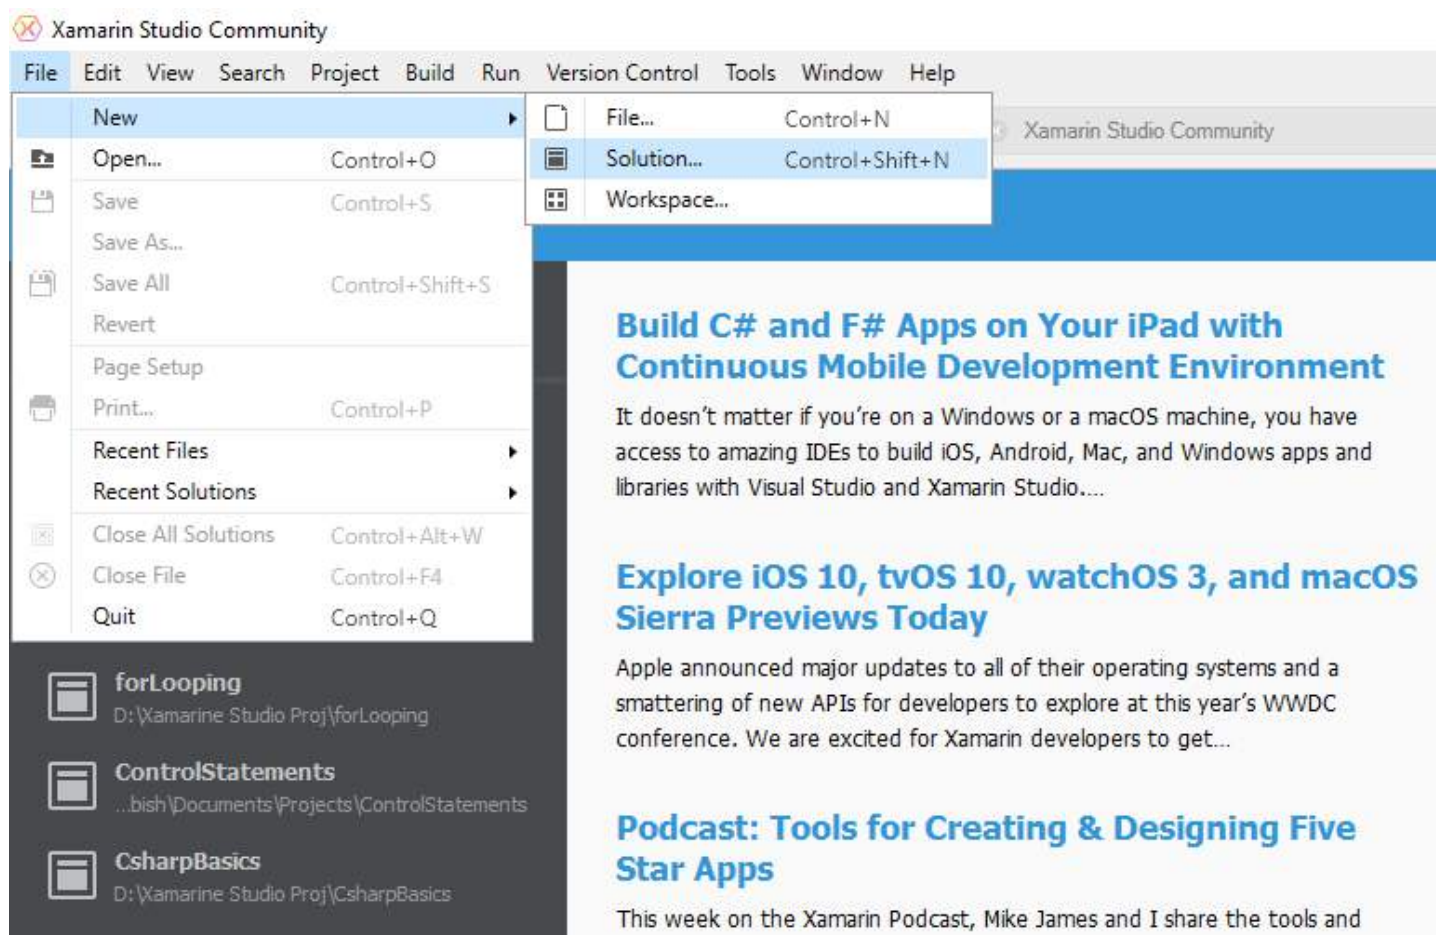 Xamarin Studio Community
File Edit View Search Project Build Run Version Control Tools Window Help
New
Open... Control+O
Save Control+S
Save As...
Save All Control+Shift+S
Revert
Page Setup
Print... Control+P
Recent Files
Recent Solutions
Close All Solutions Control+Alt+W
Close File Control+F4
Quit Control+Q
File... Control+N
Solution... Control+Shift+N
Workspace...
Xamarin Studio Community
forLooping
D:\Xamarine Studio Proj\forLooping
ControlStatements
...bish\Documents\Projects\ControlStatements
CsharpBasics
D:\Xamarine Studio Proj\CsharpBasics
Build C# and F# Apps on Your iPad with
Continuous Mobile Development Environment
It doesn't matter if you're on a Windows or a macOS machine, you have
access to amazing IDEs to build iOS, Android, Mac, and Windows apps and
libraries with Visual Studio and Xamarin Studio....
Explore iOS 10, tvOS 10, watchOS 3, and macOS
Sierra Previews Today
Apple announced major updates to all of their operating systems and a
smattering of new APIs for developers to explore at this year's WWDC
conference. We are excited for Xamarin developers to get...
Podcast: Tools for Creating & Designing Five
Star Apps
This week on the Xamarin Podcast, Mike James and I share the tools and